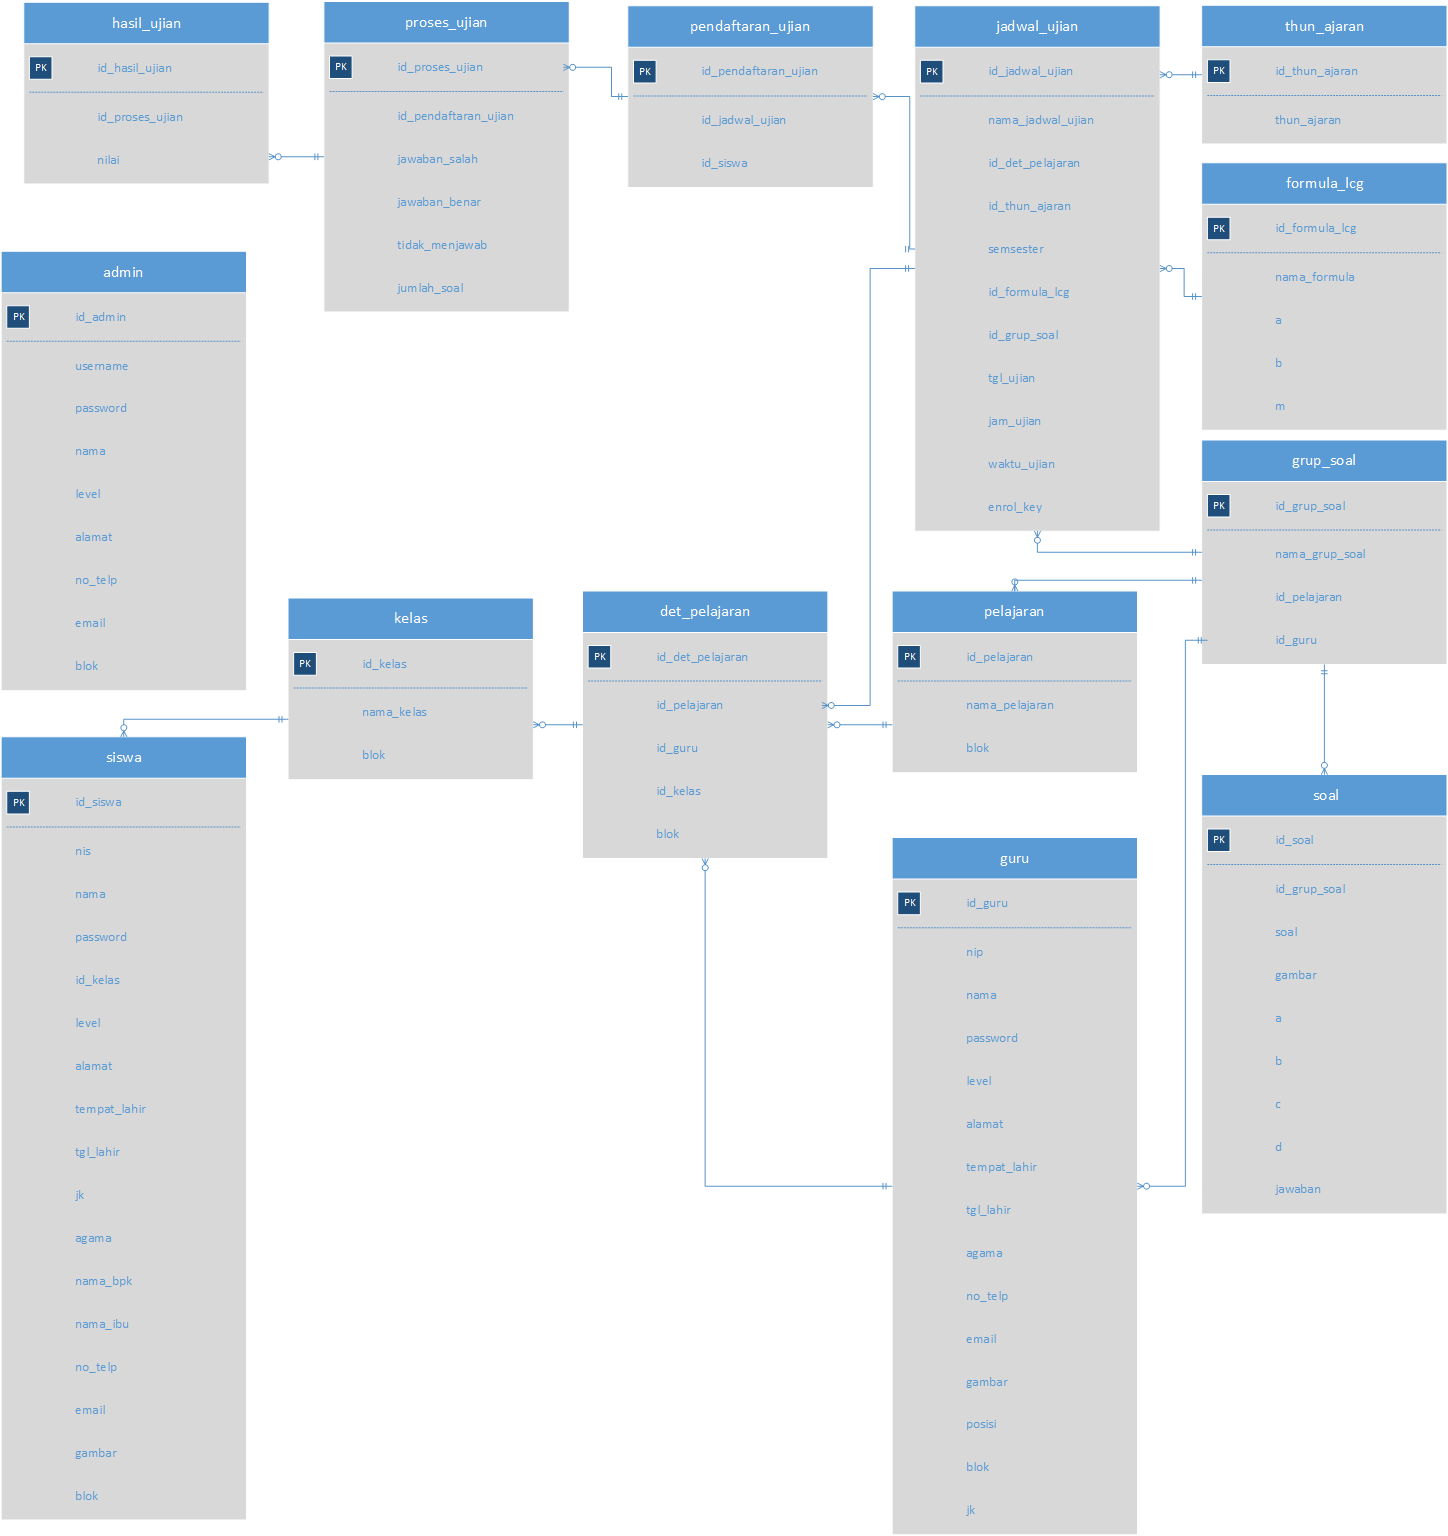 hasil_ujian
PK id_hasil_ujian
id_proses_ujian
nilai
proses_ujian
PK id_proses_ujian
id_pendaftaran_ujian
jawaban_salah
jawaban_benar
tidak_menjawab
jumlah_soal
pendaftaran_ujian
PK id_pendaftaran_ujian
id_jadwal_ujian
id_siswa
jadwal_ujian
PK id_jadwal_ujian
nama_jadwal_ujian
id_det_pelajaran
id_thun_ajaran
semsester
id_formula_lcg
id_grup_soal
tgl_ujian
jam_ujian
waktu_ujian
enrol_key
thun_ajaran
PK id_thun_ajaran
thun_ajaran
formula_lcg
PK id_formula_lcg
nama_formula
a
b
m
admin
PK id_admin
username
password
nama
level
alamat
no_telp
email
blok
grup_soal
PK id_grup_soal
nama_grup_soal
id_pelajaran
id_guru
kelas
PK id_kelas
nama_kelas
blok
det_pelajaran
PK id_det_pelajaran
id_pelajaran
id_guru
id_kelas
blok
pelajaran
PK id_pelajaran
nama_pelajaran
blok
siswa
PK id_siswa
nis
nama
password
id_kelas
level
alamat
tempat_lahir
tgl_lahir
jk
agama
nama_bpk
nama_ibu
no_telp
email
gambar
blok
guru
PK id_guru
nip
nama
password
level
alamat
tempat_lahir
tgl_lahir
agama
no_telp
email
gambar
posisi
blok
jk
soal
PK id_soal
id_grup_soal
soal
gambar
a
b
c
d
jawaban